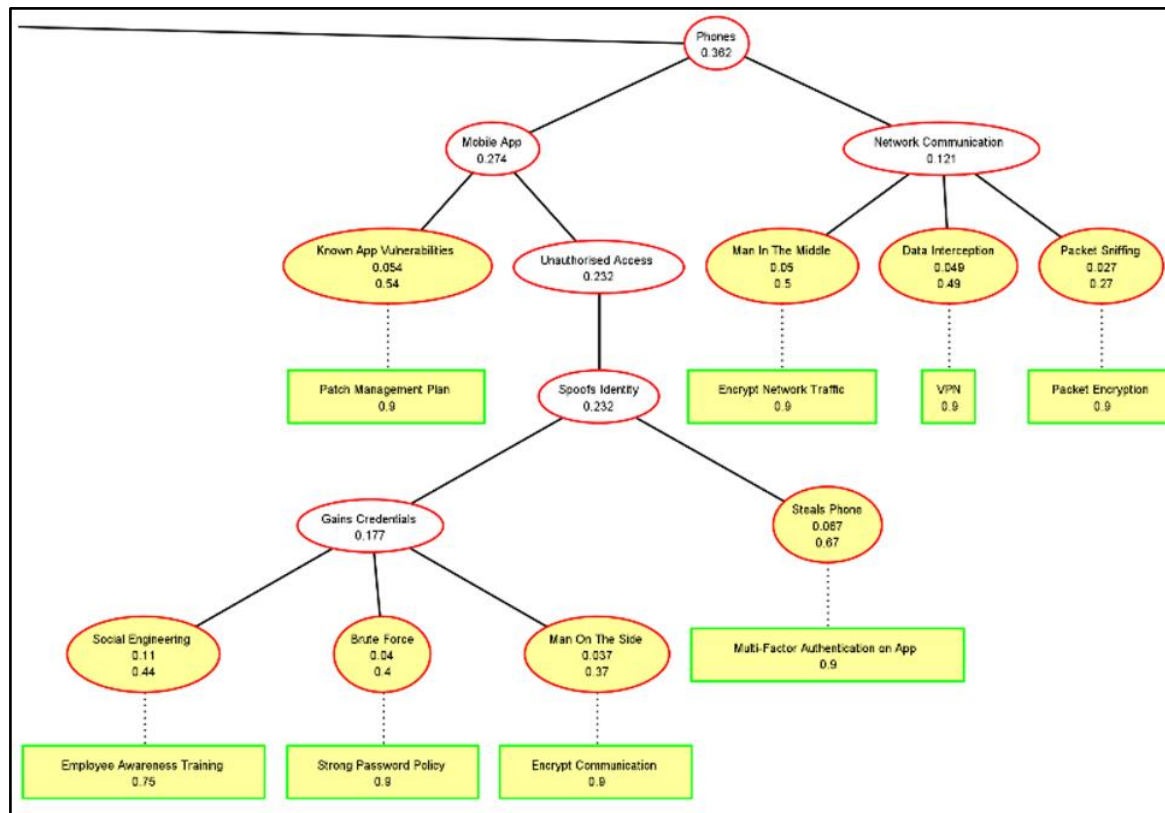 Phones
0.362
Mobile App
0.274
Network Communication
0.121
Known App Vulnerabilities
0.054
0.54
Unauthorised Access
0.232
Man In The Middle
0.05
0.5
Data Interception
0.049
0.49
Packet Sniffing
0.027
0.27
Patch Management Plan
0.9
Spoofs Identity
0.232
Encrypt Network Traffic
0.9
VPN
0.9
Packet Encryption
0.9
Gains Credentials
0.177
Steals Phone
0.067
0.67
Social Engineering
0.11
0.44
Brute Force
0.04
0.4
Man On The Side
0.037
0.37
Multi-Factor Authentication on App
0.9
Employee Awareness Training
0.75
Strong Password Policy
0.9
Encrypt Communication
0.9